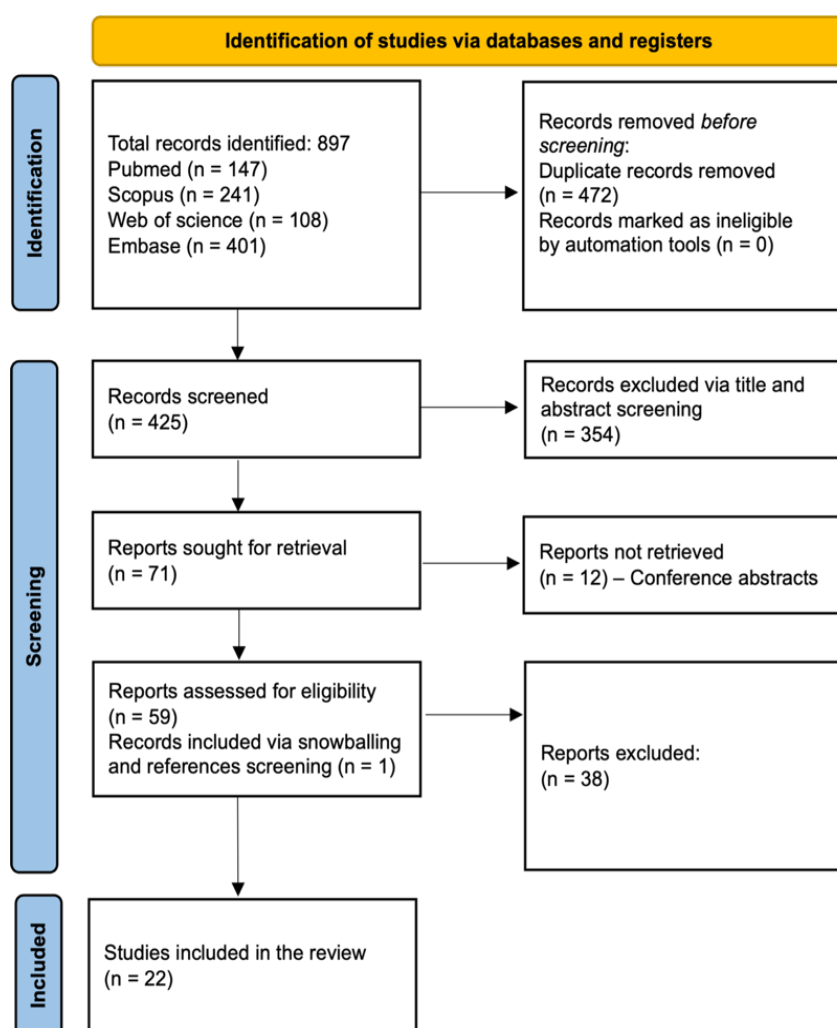 Identification of studies via databases and registers
Identification
Total records identified: 897
Pubmed (n = 147)
Scopus (n = 241)
Web of science (n = 108)
Embase (n = 401)
Records removed before
screening:
Duplicate records removed
(n = 472)
Records marked as ineligible
by automation tools (n = 0)
Screening
Records screened
(n = 425)
Records excluded via title and
abstract screening
(n = 354)
Reports sought for retrieval
(n = 71)
Reports not retrieved
(n = 12) – Conference abstracts
Reports assessed for eligibility
(n = 59)
Records included via snowballing
and references screening (n = 1)
Reports excluded:
(n = 38)
Included
Studies included in the review
(n = 22)